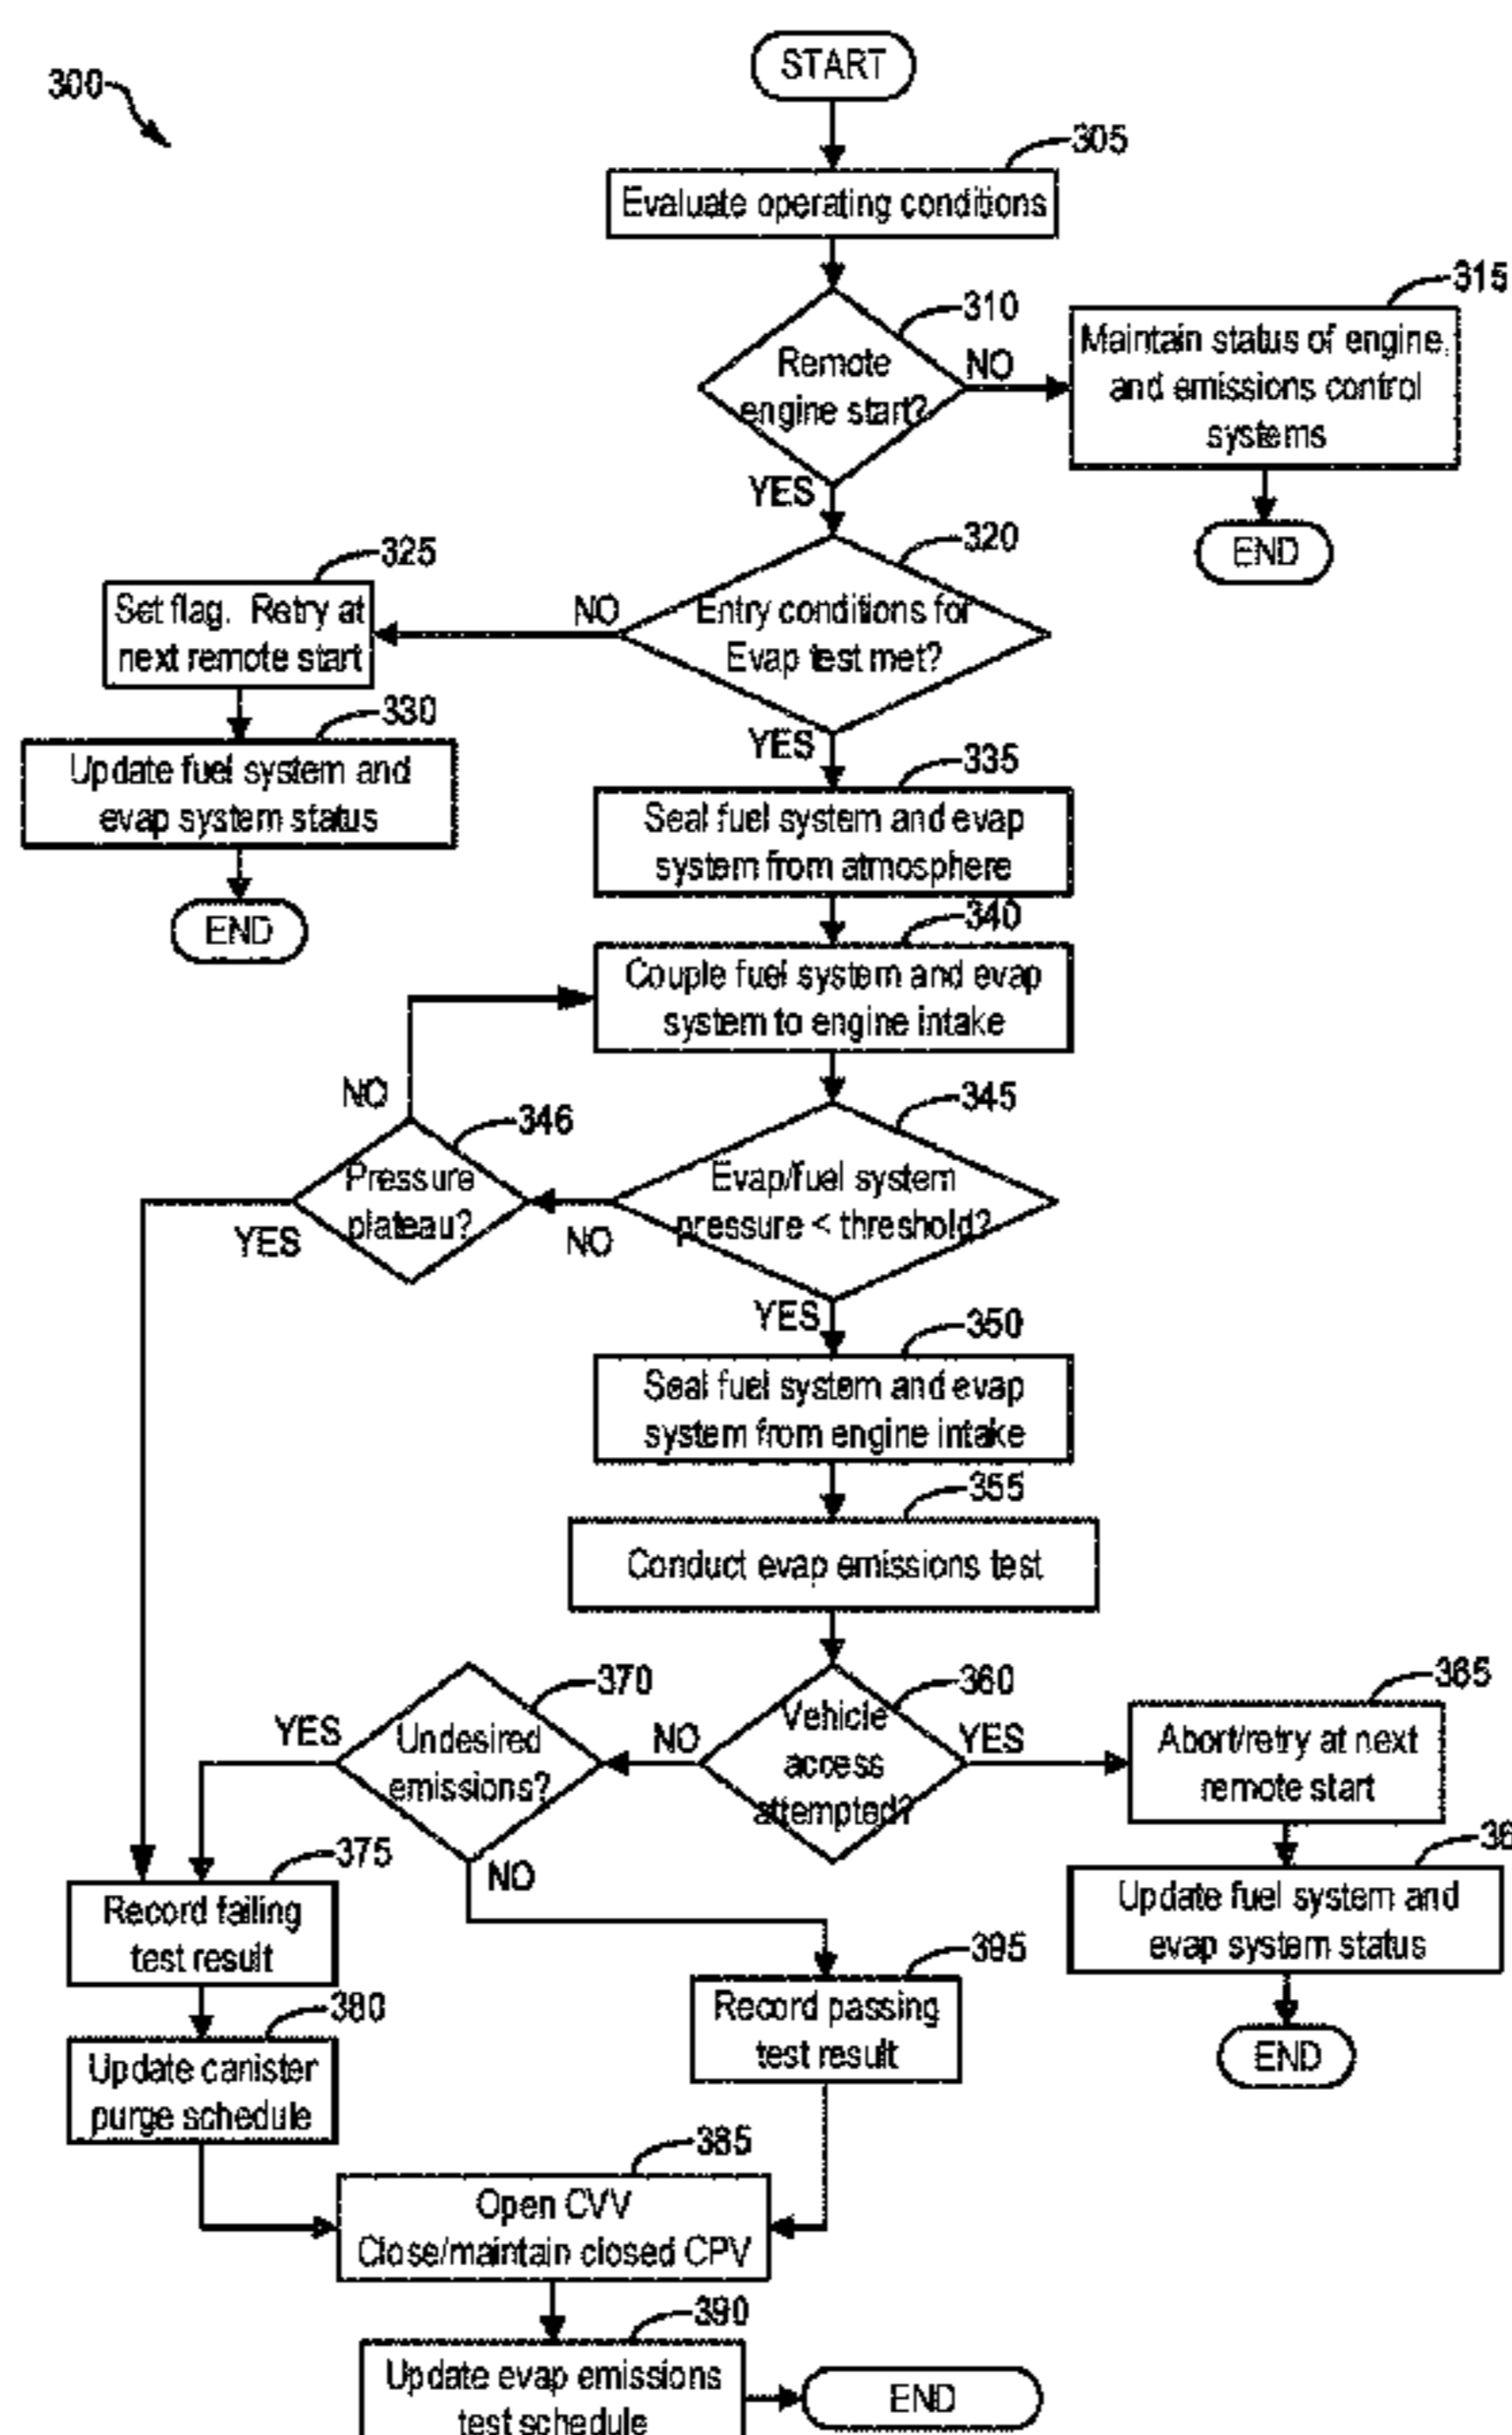 START
300
305
Evaluate operating conditions
310
Remote
engine start?
NO
315
Maintain status of engine,
and emissions control
systems
END
YES
320
Entry conditions for
Evap test met?
NO
325
Set flag. Retry at
next remote start
330
Update fuel system and
evap system status
END
YES
335
Seal fuel system and evap
system from atmosphere
340
Couple fuel system and evap
system to engine intake
345
Evap/fuel system
pressure < threshold?
NO
346
Pressure
plateau?
NO
YES
YES
350
Seal fuel system and evap
system from engine intake
355
Conduct evap emissions test
360
Vehicle
access
attempted?
YES
365
Abort/retry at next
remote start
Update fuel system and
evap system status
END
NO
370
Undesired
emissions?
YES
NO
375
Record failing
test result
380
Update canister
purge schedule
395
Record passing
test result
385
Open CVV
Close/maintain closed CPV
390
Update evap emissions
test schedule
END